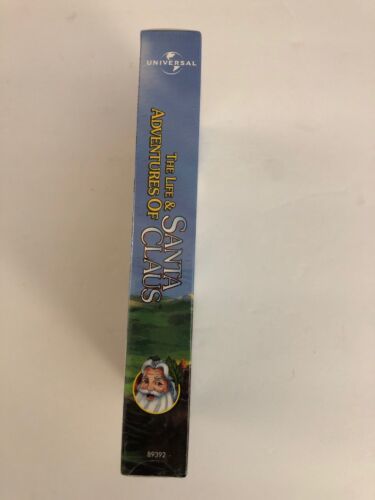 UNIVERSAL
THE LIFE &
ADVENTURES OF
SANTA
CLAUS
89392